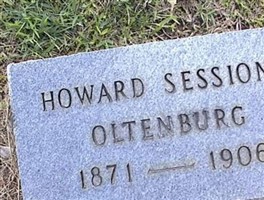 HOWARD SESSION
OLTENBURG
1871 — 1906